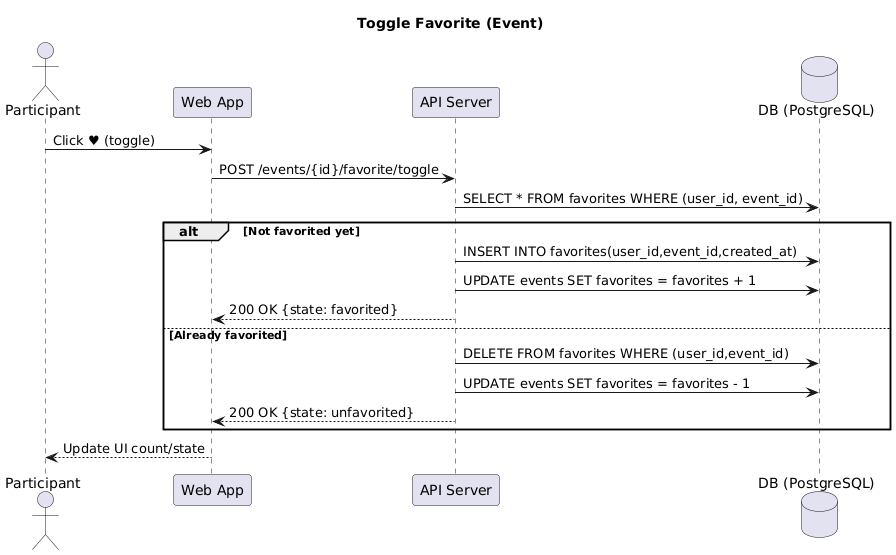 Toggle Favorite (Event)
Participant
Web App
API Server
DB (PostgreSQL)
Click ♥ (toggle)
POST /events/{id}/favorite/toggle
SELECT * FROM favorites WHERE (user_id, event_id)
alt
[Not favorited yet]
INSERT INTO favorites(user_id,event_id,created_at)
UPDATE events SET favorites = favorites + 1
200 OK {state: favorited}
[Already favorited]
DELETE FROM favorites WHERE (user_id,event_id)
UPDATE events SET favorites = favorites - 1
200 OK {state: unfavorited}
Update UI count/state
Participant
Web App
API Server
DB (PostgreSQL)